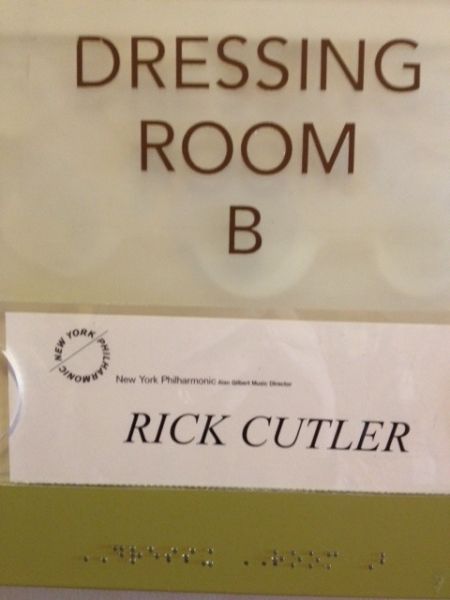 DRESSING
ROOM
B
NEW YORK PHILHARMONIC
New York Philharmonic Alan Gilbert Music Director
RICK CUTLER